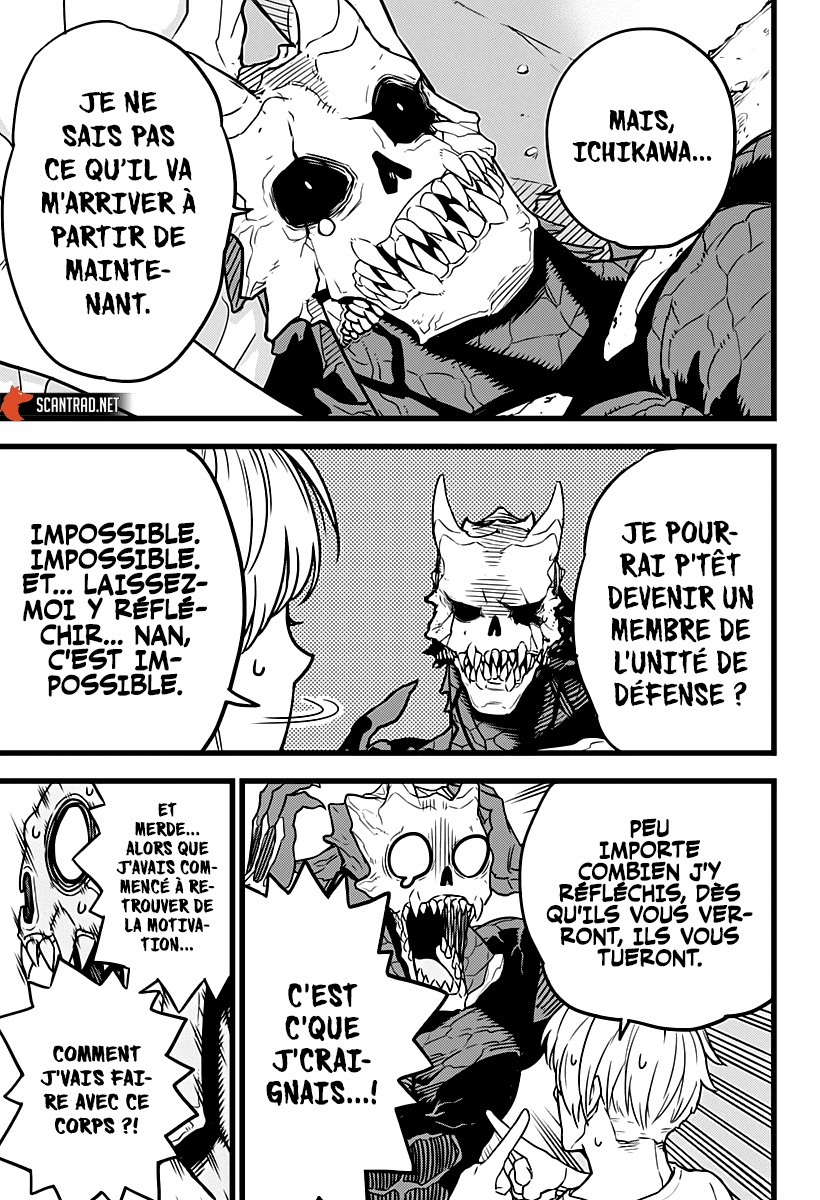 MAIS,
ICHIKAWA...
JE NE
SAIS PAS
CE QU'IL VA
M'ARRIVER À
PARTIR DE
MAINTE-
NANT.
SCANTRAD.NET
JE POUR-
RAI P'TÊT
DEVENIR UN
MEMBRE DE
L'UNITÉ DE
DÉFENSE ?
IMPOSSIBLE.
IMPOSSIBLE.
ET... LAISSEZ-
MOI Y RÉFLÉ-
CHIR... NAN,
C'EST IM-
POSSIBLE.
PEU
IMPORTE
COMBIEN J'Y
RÉFLÉCHIS, DÈS
QU'ILS VOUS VER-
RONT, ILS VOUS
TUERONT.
C'EST
C'QUE
J'CRAI-
GNAIS...!
ET
MERDE...
ALORS QUE
J'AVAIS COM-
MENCÉ À RE-
TROUVER DE
LA MOTIVA-
TION...
COMMENT
J'VAIS FAI-
RE AVEC CE
CORPS ?!